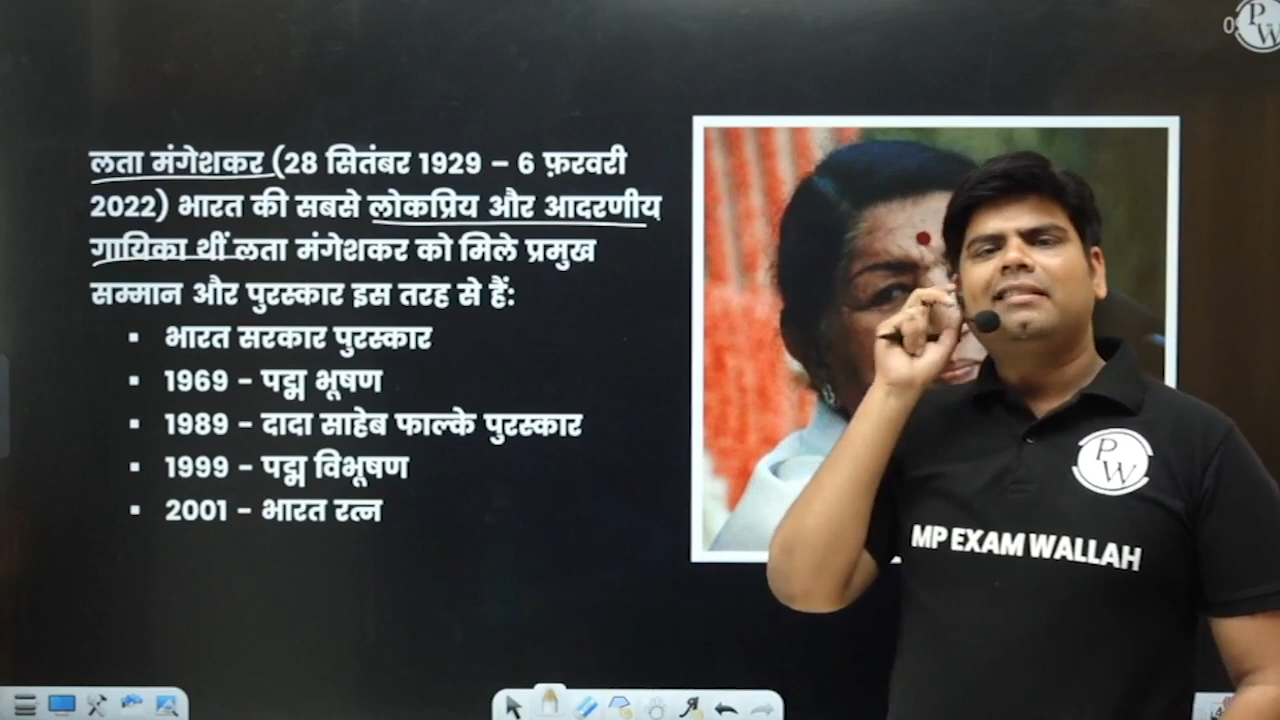 लता मंगेशकर (28 सितंबर 1929 – 6 फ़रवरी
2022) भारत की सबसे लोकप्रिय और आदरणीय
गायिका थीं लता मंगेशकर को मिले प्रमुख
सम्मान और पुरस्कार इस तरह से हैं:
▪ भारत सरकार पुरस्कार
▪ 1969 - पद्म भूषण
▪ 1989 - दादा साहेब फाल्के पुरस्कार
▪ 1999 - पद्म विभूषण
▪ 2001 - भारत रत्न
PW
PW
MP EXAM WALLAH